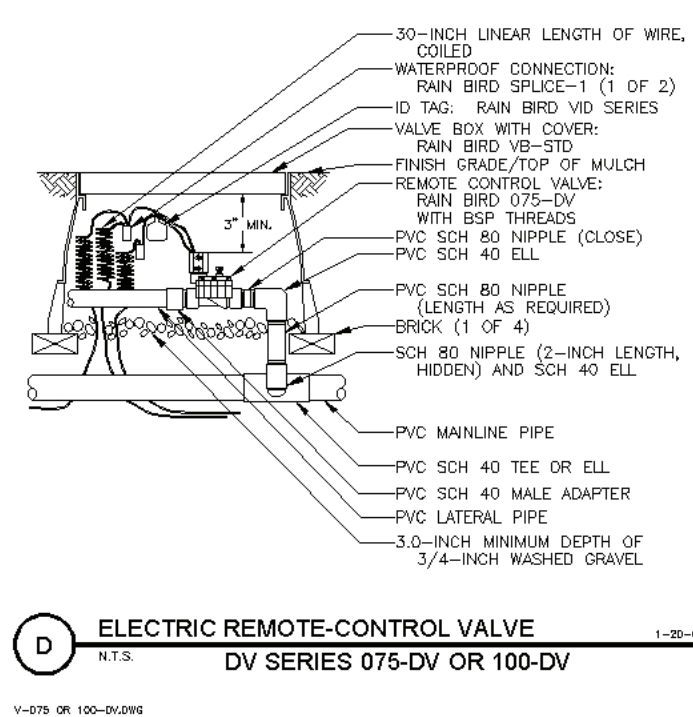 30-INCH LINEAR LENGTH OF WIRE,
COILED
WATERPROOF CONNECTION:
RAIN BIRD SPLICE-1 (1 OF 2)
ID TAG: RAIN BIRD VID SERIES
VALVE BOX WITH COVER:
RAIN BIRD VB-STD
FINISH GRADE/TOP OF MULCH
REMOTE CONTROL VALVE:
RAIN BIRD 075-DV
WITH BSP THREADS
3" MIN.
PVC SCH 80 NIPPLE (CLOSE)
PVC SCH 40 ELL
PVC SCH 80 NIPPLE
(LENGTH AS REQUIRED)
BRICK (1 OF 4)
SCH 80 NIPPLE (2-INCH LENGTH,
HIDDEN) AND SCH 40 ELL
PVC MAINLINE PIPE
PVC SCH 40 TEE OR ELL
PVC SCH 40 MALE ADAPTER
PVC LATERAL PIPE
3.0-INCH MINIMUM DEPTH OF
3/4-INCH WASHED GRAVEL
D
ELECTRIC REMOTE-CONTROL VALVE
1-20-
N.T.S.
DV SERIES 075-DV OR 100-DV
V-075 OR 100-DV.DWG